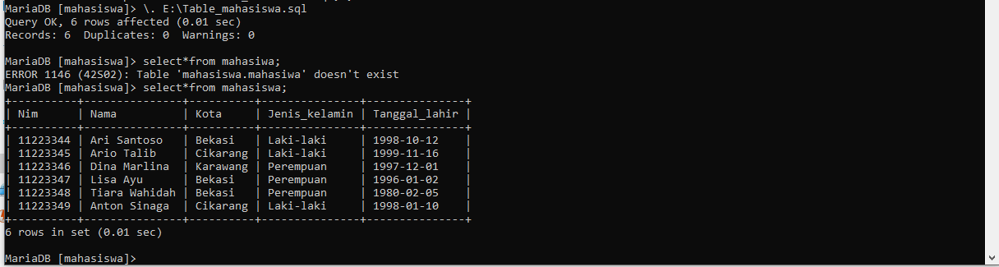 MariaDB [mahasiswa]> \. E:\Table_mahasiswa.sql
Query OK, 6 rows affected (0.01 sec)
Records: 6  Duplicates: 0  Warnings: 0
MariaDB [mahasiswa]> select*from mahasiwa;
ERROR 1146 (42S02): Table 'mahasiswa.mahasiwa' doesn't exist
MariaDB [mahasiswa]> select*from mahasiswa;
+----------+---------------+----------+---------------+---------------+
| Nim      | Nama          | Kota     | Jenis_kelamin | Tanggal_lahir |
+----------+---------------+----------+---------------+---------------+
| 11223344 | Ari Santoso   | Bekasi   | Laki-laki     | 1998-10-12    |
| 11223345 | Ario Talib    | Cikarang | Laki-laki     | 1999-11-16    |
| 11223346 | Dina Marlina  | Karawang | Perempuan     | 1997-12-01    |
| 11223347 | Lisa Ayu      | Bekasi   | Perempuan     | 1996-01-02    |
| 11223348 | Tiara Wahidah | Bekasi   | Perempuan     | 1980-02-05    |
| 11223349 | Anton Sinaga  | Cikarang | Laki-laki     | 1998-01-10    |
+----------+---------------+----------+---------------+---------------+
6 rows in set (0.01 sec)
MariaDB [mahasiswa]>